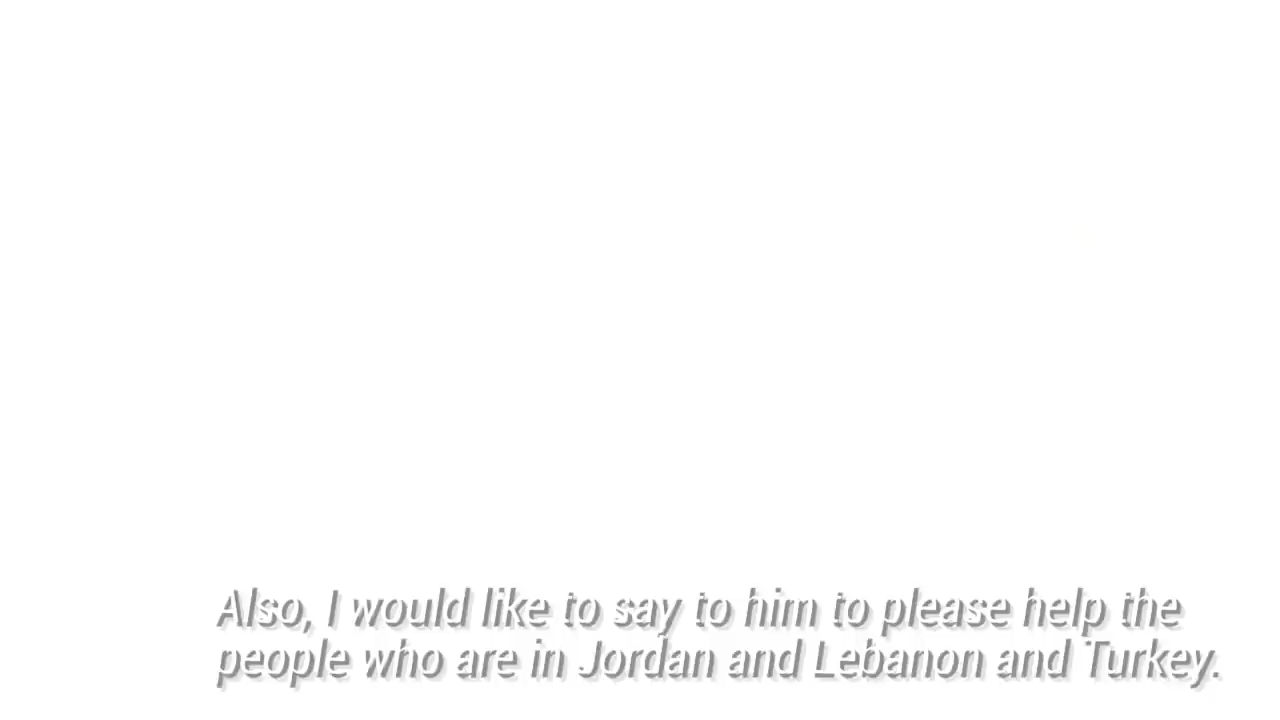 Also, I would like to say to him to please help the
people who are in Jordan and Lebanon and Turkey.